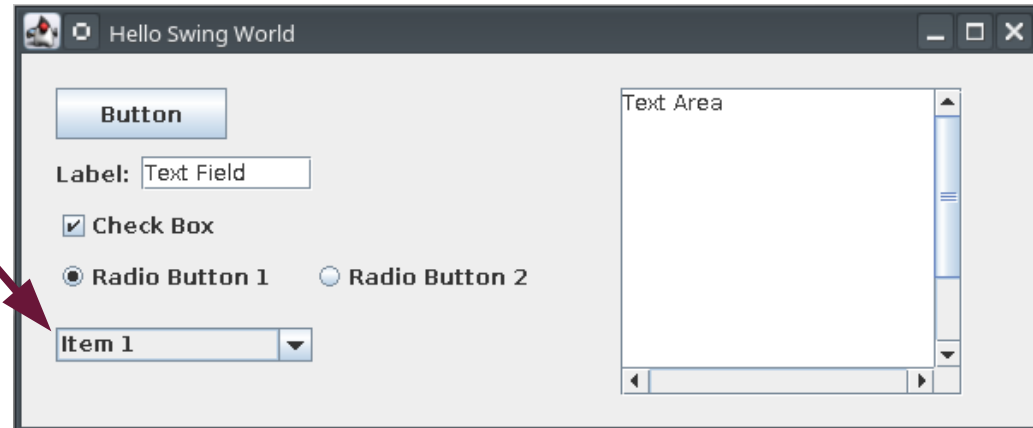 Hello Swing World
Button
Label: Text Field
Check Box
Radio Button 1 Radio Button 2
Item 1
Text Area